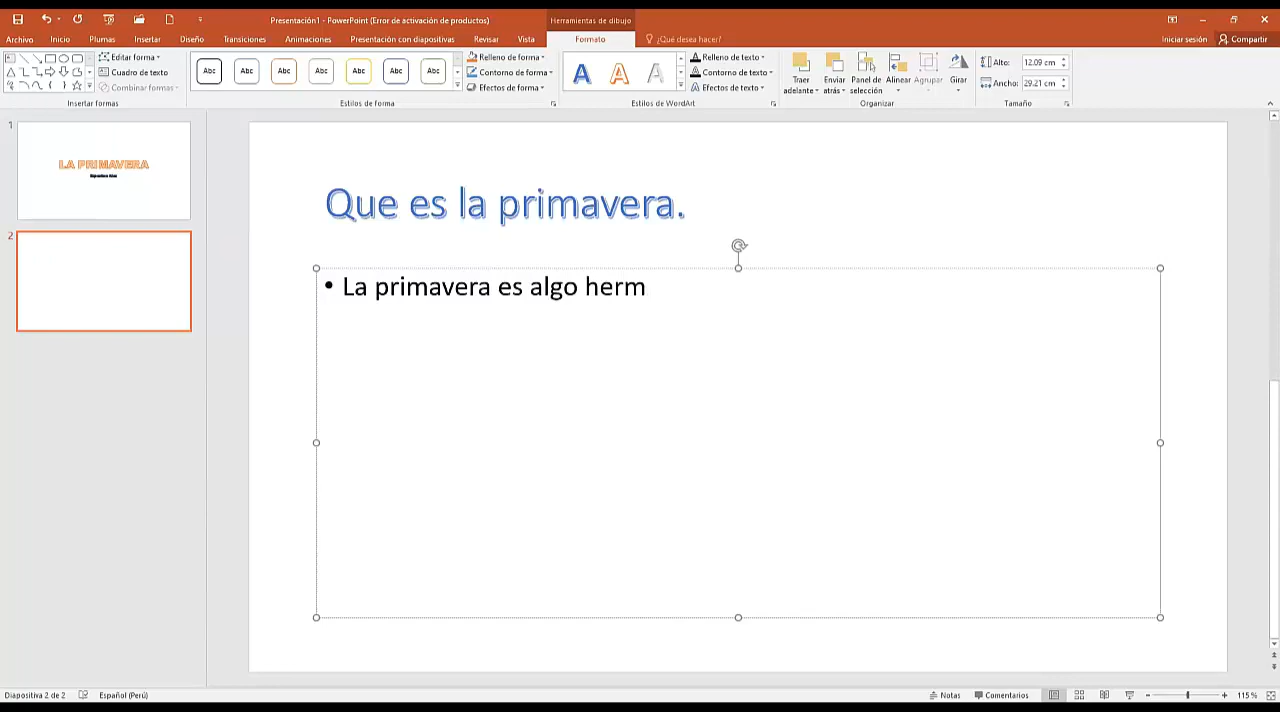 Presentación1 - PowerPoint (Error de activación de productos)
Herramientas de dibujo
Archivo Inicio Plumas Insertar Diseño Transiciones Animaciones Presentación con diapositivas Revisar Vista Formato ¿Qué desea hacer? Iniciar sesión Compartir
Editar forma
Cuadro de texto
Combinar formas
Insertar formas
Abc Abc Abc Abc Abc Abc Abc
Relleno de forma
Contorno de forma
Efectos de forma
Estilos de forma
A A A
Relleno de texto
Contorno de texto
Efectos de texto
Estilos de WordArt
Traer adelante
Enviar atrás
Panel de selección
Alinear
Agrupar
Girar
Organizar
Alto: 12.09 cm
Ancho: 29.21 cm
Tamaño
1
LA PRIMAVERA
2
Que es la primavera.
• La primavera es algo herm
Diapositiva 2 de 2 Español (Perú) Notas Comentarios 115 %